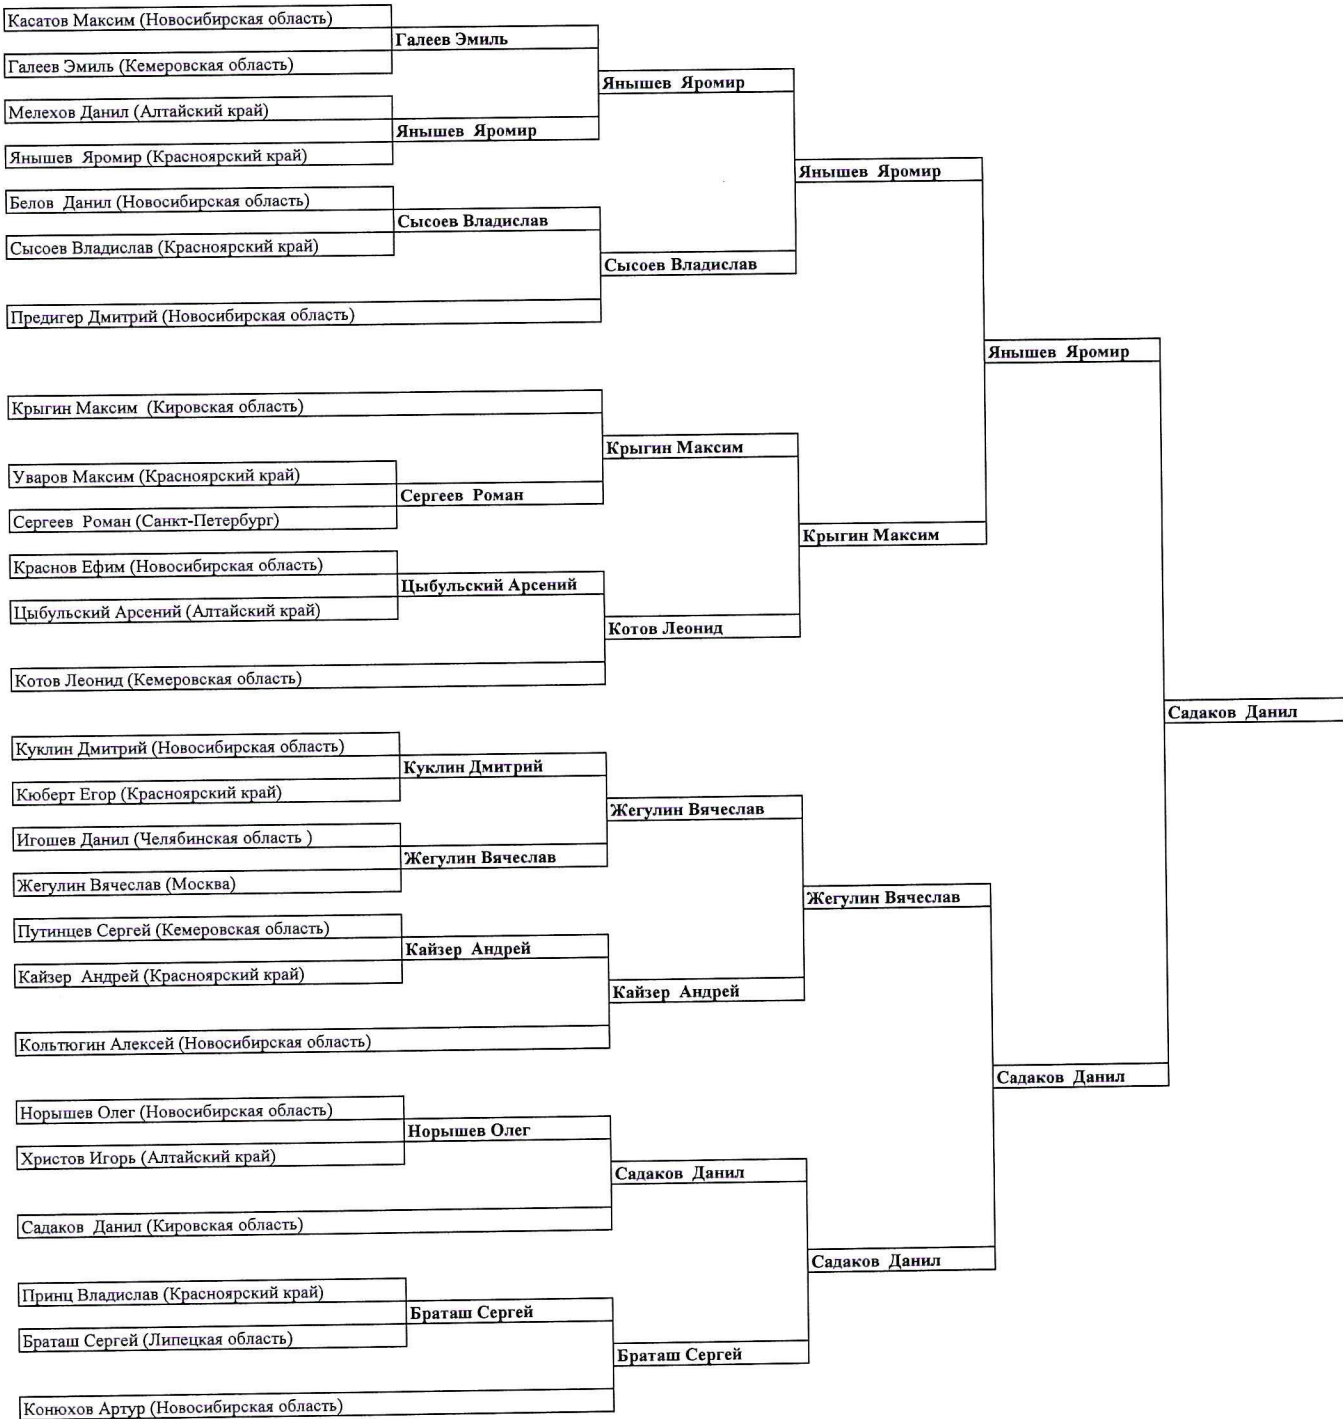 Касатов Максим (Новосибирская область)
Галеев Эмиль
Галеев Эмиль (Кемеровская область)
Янышев Яромир
Мелехов Данил (Алтайский край)
Янышев Яромир
Янышев Яромир (Красноярский край)
Янышев Яромир
Белов Данил (Новосибирская область)
Сысоев Владислав
Сысоев Владислав (Красноярский край)
Сысоев Владислав
Предигер Дмитрий (Новосибирская область)
Янышев Яромир
Крыгин Максим (Кировская область)
Крыгин Максим
Уваров Максим (Красноярский край)
Сергеев Роман
Сергеев Роман (Санкт-Петербург)
Крыгин Максим
Краснов Ефим (Новосибирская область)
Цыбульский Арсений
Цыбульский Арсений (Алтайский край)
Котов Леонид
Котов Леонид (Кемеровская область)
Садаков Данил
Куклин Дмитрий (Новосибирская область)
Куклин Дмитрий
Кюберт Егор (Красноярский край)
Жегулин Вячеслав
Игошев Данил (Челябинская область )
Жегулин Вячеслав
Жегулин Вячеслав (Москва)
Жегулин Вячеслав
Путинцев Сергей (Кемеровская область)
Кайзер Андрей
Кайзер Андрей (Красноярский край)
Кайзер Андрей
Кольтюгин Алексей (Новосибирская область)
Садаков Данил
Норышев Олег (Новосибирская область)
Норышев Олег
Христов Игорь (Алтайский край)
Садаков Данил
Садаков Данил (Кировская область)
Садаков Данил
Принц Владислав (Красноярский край)
Браташ Сергей
Браташ Сергей (Липецкая область)
Браташ Сергей
Конюхов Артур (Новосибирская область)